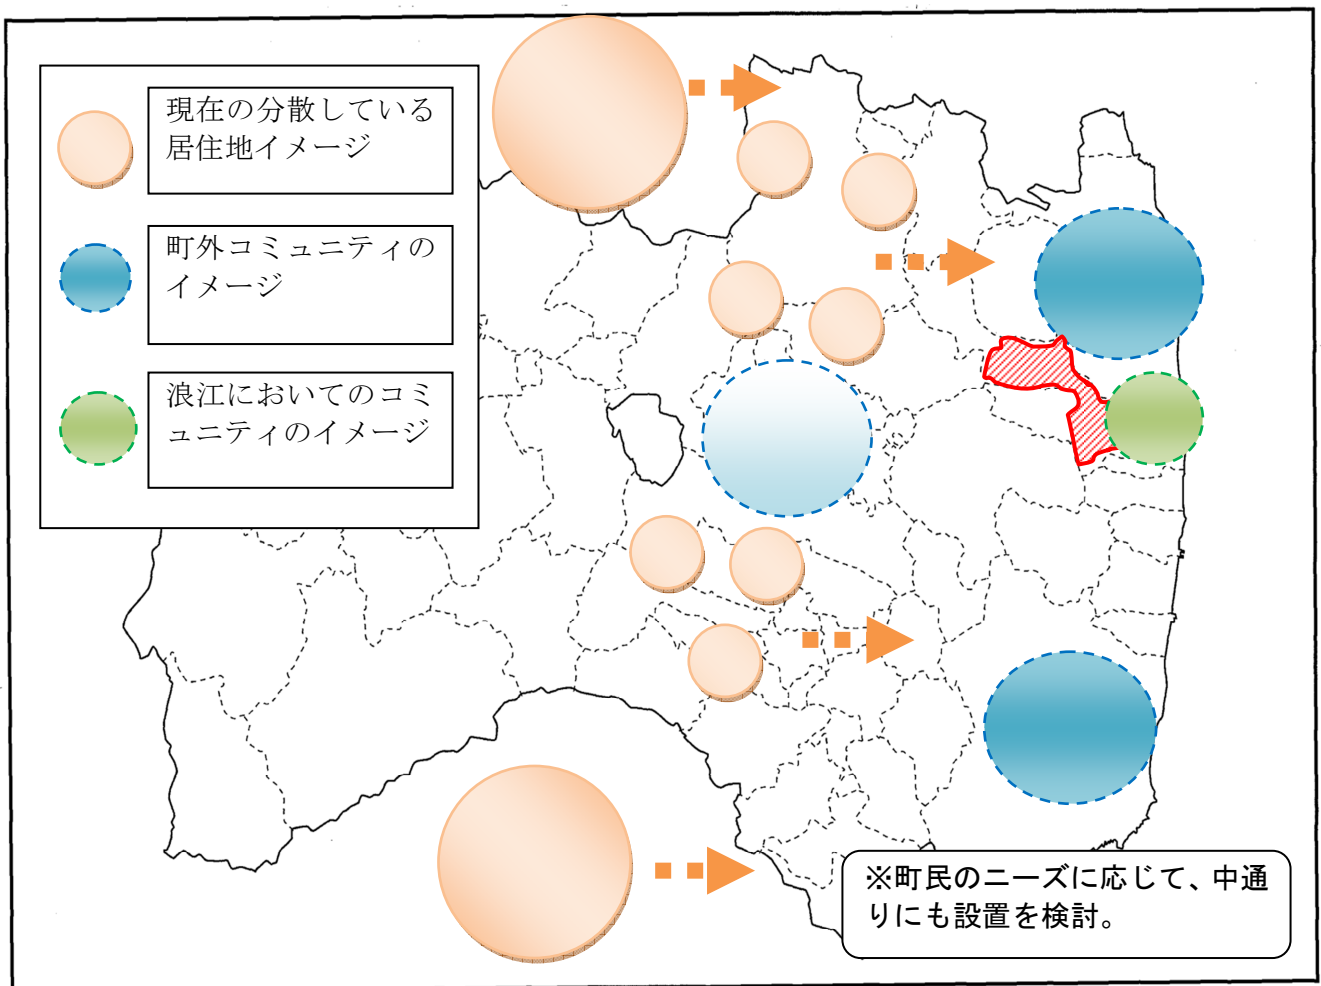 現在の分散している
居住地イメージ
町外コミュニティの
イメージ
浪江においてのコミ
ュニティのイメージ
※町民のニーズに応じて、中通
りにも設置を検討。